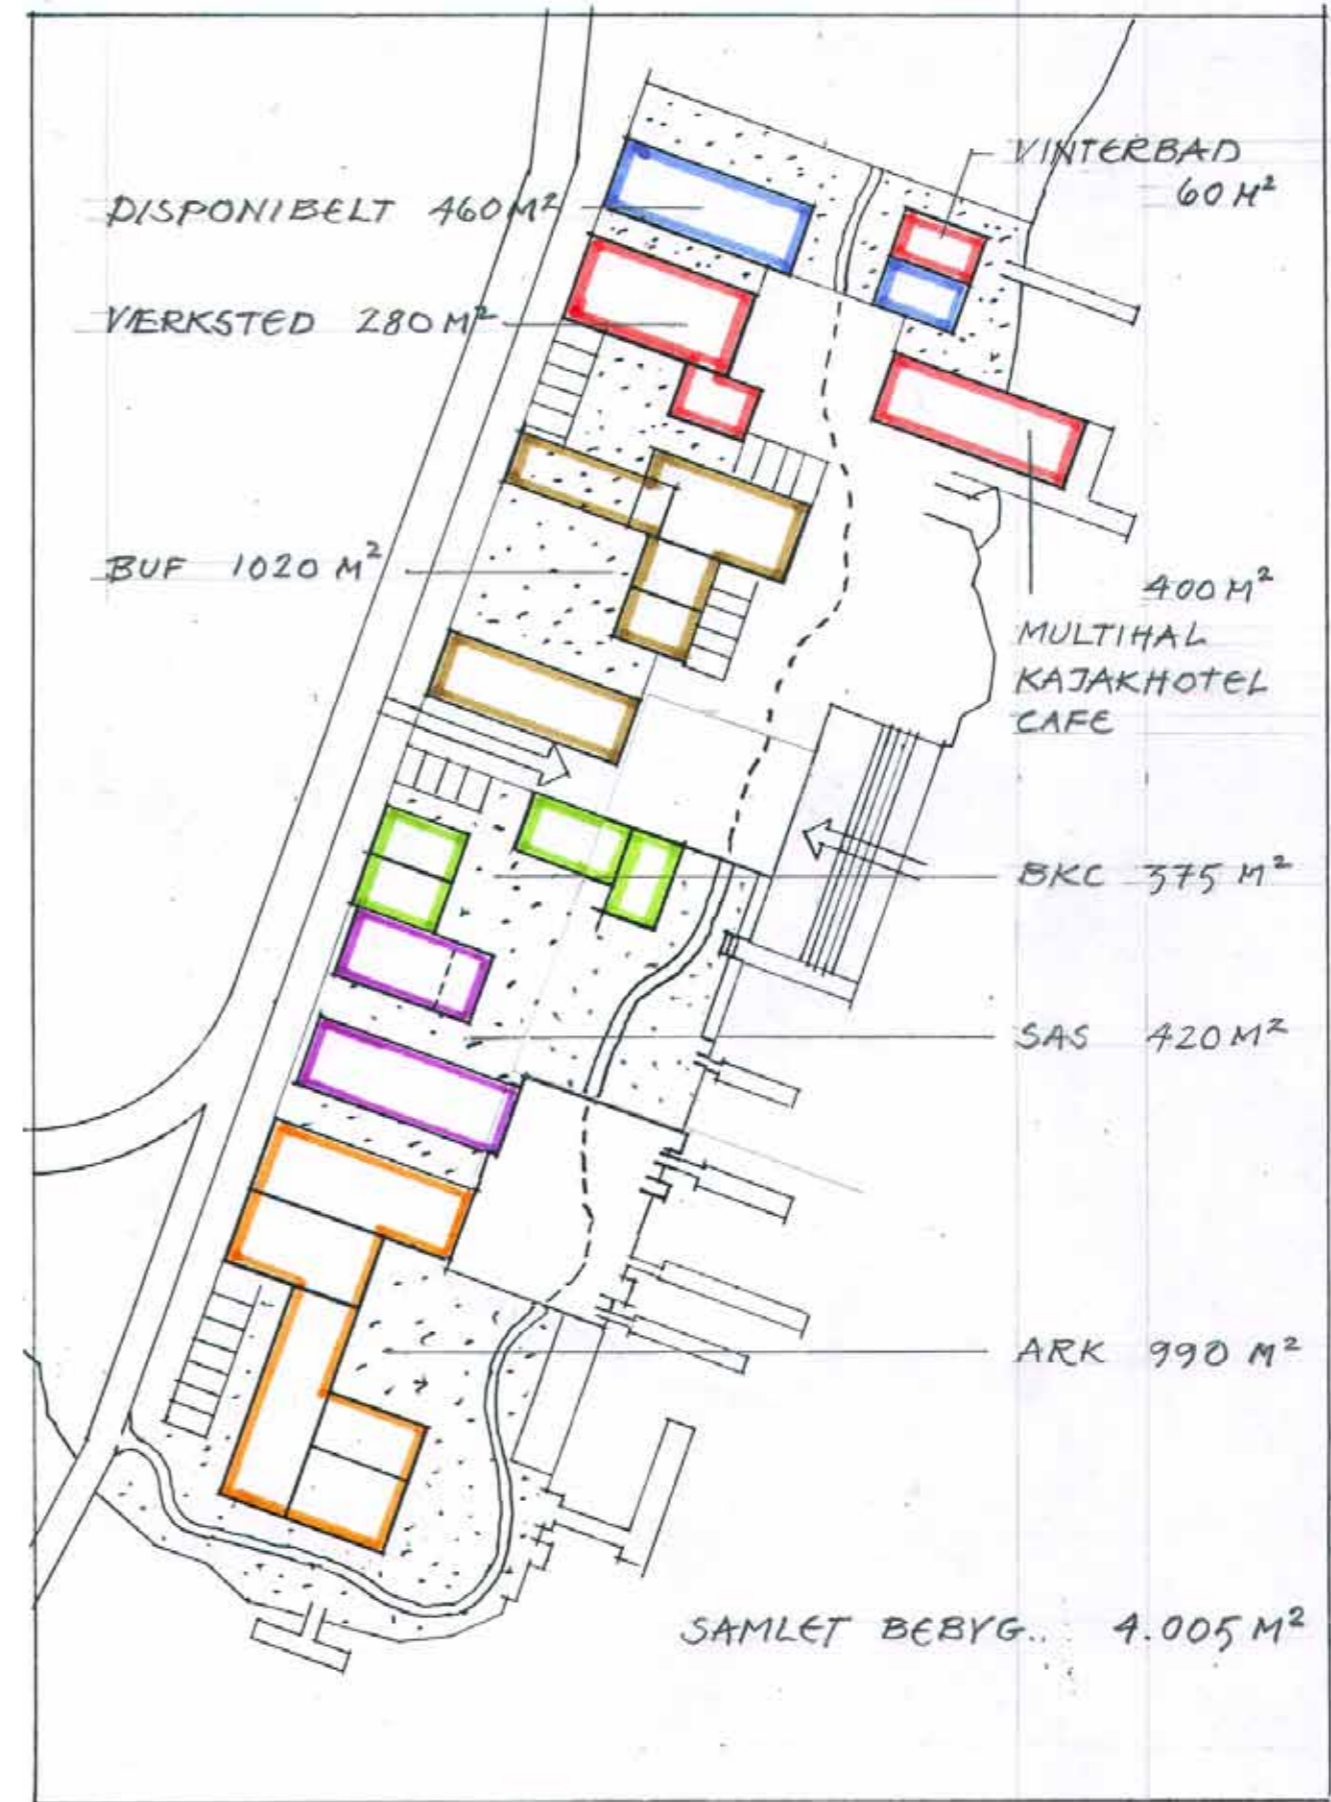 VINTERBAD
60 M²
DISPONIBELT 460 M²
VÆRKSTED 280 M²
BUF 1020 M²
400 M²
MULTIHAL
KAJAKHOTEL
CAFE
BKC 375 M²
SAS 420 M²
ARK 990 M²
SAMLET BEBYG.. 4.005 M²